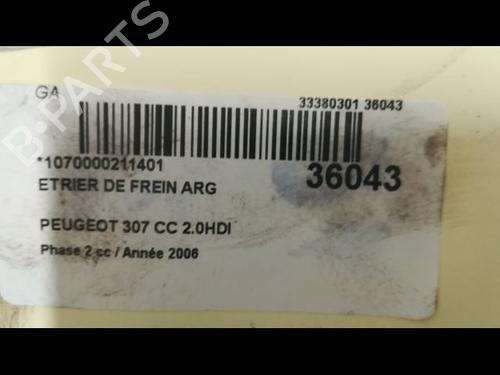 B-PARTS
GA
33380301 36043
*1070000211401
36043
ETRIER DE FREIN ARG
PEUGEOT 307 CC 2.0HDI
Phase 2 cc / Année 2006